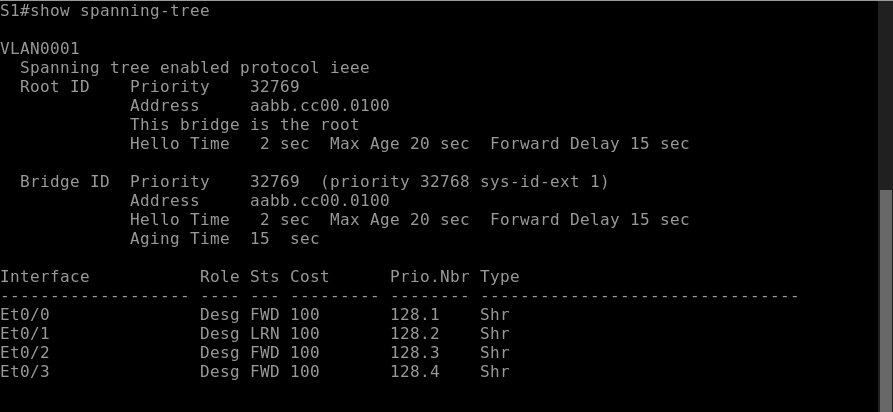 S1#show spanning-tree

VLAN0001
  Spanning tree enabled protocol ieee
  Root ID    Priority    32769
             Address     aabb.cc00.0100
             This bridge is the root
             Hello Time   2 sec  Max Age 20 sec  Forward Delay 15 sec

  Bridge ID  Priority    32769  (priority 32768 sys-id-ext 1)
             Address     aabb.cc00.0100
             Hello Time   2 sec  Max Age 20 sec  Forward Delay 15 sec
             Aging Time  15  sec

Interface           Role Sts Cost      Prio.Nbr Type
------------------- ---- --- --------- -------- --------------------------------
Et0/0               Desg FWD 100       128.1    Shr
Et0/1               Desg LRN 100       128.2    Shr
Et0/2               Desg FWD 100       128.3    Shr
Et0/3               Desg FWD 100       128.4    Shr